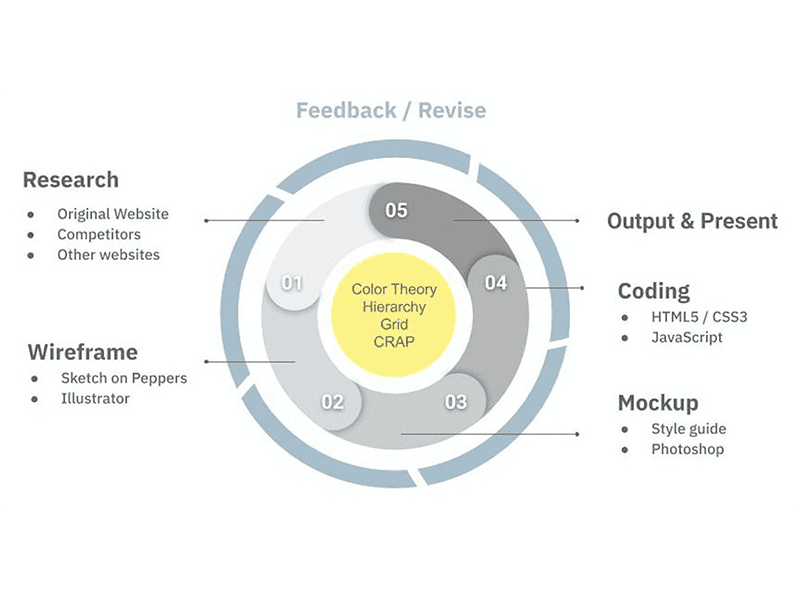 Feedback / Revise
Research
● Original Website
● Competitors
● Other websites
Wireframe
● Sketch on Peppers
● Illustrator
01
02
03
04
05
Color Theory
Hierarchy
Grid
CRAP
Output & Present
Coding
● HTML5 / CSS3
● JavaScript
Mockup
● Style guide
● Photoshop